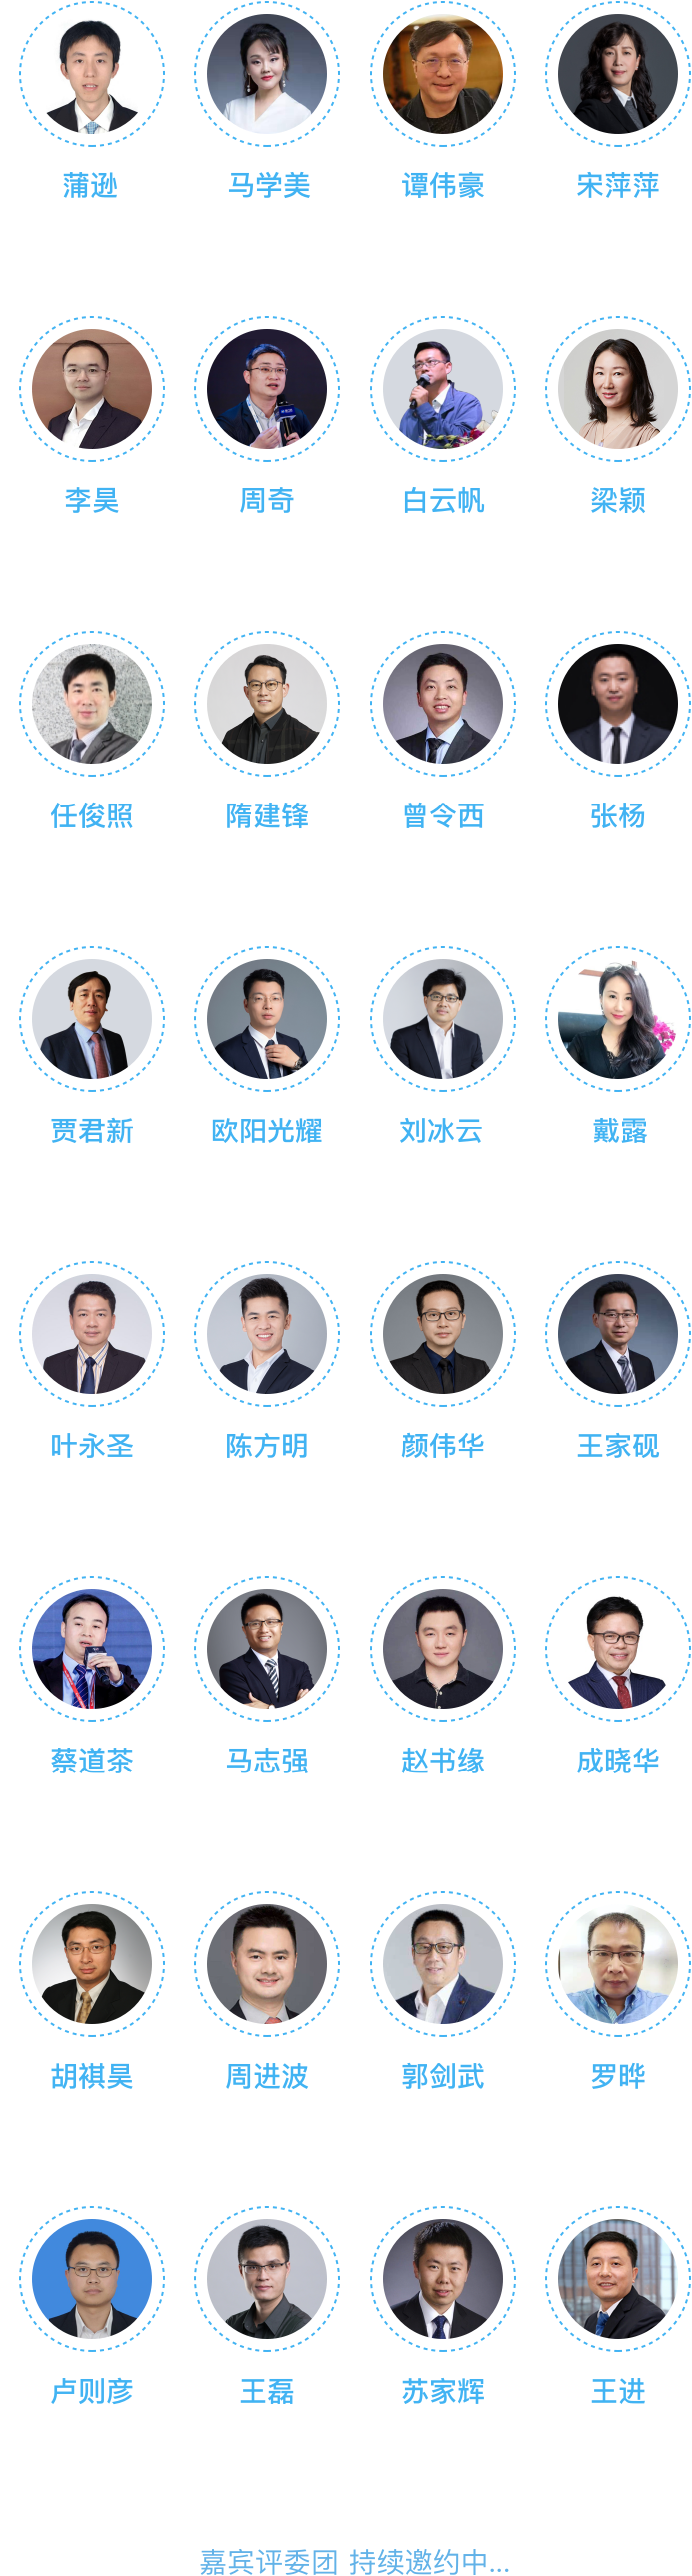 蒲逊 马学美 谭伟豪 宋萍萍
李昊 周奇 白云帆 梁颖
任俊照 隋建锋 曾令西 张杨
贾君新 欧阳光耀 刘冰云 戴露
叶永圣 陈方明 颜伟华 王家砚
蔡道茶 马志强 赵书缘 成晓华
胡祺昊 周进波 郭剑武 罗晔
卢则彦 王磊 苏家辉 王进
嘉宾评委团 持续邀约中...